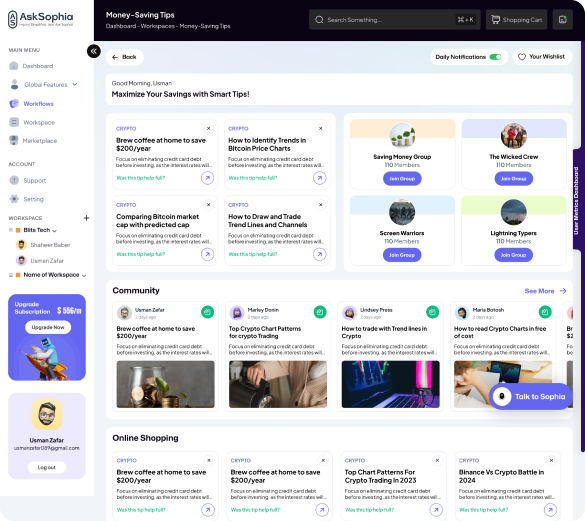 AskSophia
Inquiry Simplified and Ask Sophia
MAIN MENU
Dashboard
Global Features
Workflows
Workspace
Marketplace
ACCOUNT
Support
Setting
WORKSPACE
Blits Tech
Shaheer Baber
Usman Zafar
Nome of Workspace
Upgrade
Subscription
$ 556/m
Upgrade Now
Usman Zafar
usmanzafar089@gmail.com
Log out
Money-Saving Tips
Dashboard - Workspaces - Money-Saving Tips
Search Something...
⌘+K
Shopping Cart
Back
Daily Notifications
Your Wishlist
Good Morning, Usman
Maximize Your Savings with Smart Tips!
CRYPTO
Brew coffee at home to save
$200/year
Focus on eliminating credit card debt
before investing, as the interest rates will...
Was this tip help full?
CRYPTO
How to Identify Trends in
Bitcoin Price Charts
Focus on eliminating credit card debt
before investing, as the interest rates will...
Was this tip help full?
CRYPTO
Comparing Bitcoin market
cap with predicted cap
Focus on eliminating credit card debt
before investing, as the interest rates will...
Was this tip help full?
CRYPTO
How to Draw and Trade
Trend Lines and Channels
Focus on eliminating credit card debt
before investing, as the interest rates will...
Was this tip help full?
Saving Money Group
110 Members
Join Group
The Wicked Crew
110 Members
Join Group
Screen Warriors
110 Members
Join Group
Lightning Typers
110 Members
Join Group
User Metrics Dashboard
Community
See More
Usman Zafar
2 days ago
Brew coffee at home to save
$200/year
Focus on eliminating credit card debt
before investing, as the interest rates will...
Marley Donin
2 days ago
Top Crypto Chart Patterns
for crypto Trading
Focus on eliminating credit card debt
before investing, as the interest rates will...
Lindsey Press
2 days ago
How to trade with Trend lines in
Crypto
Focus on eliminating credit card debt
before investing, as the interest rates will...
Maria Botosh
2 days ago
How to read Crypto Charts in free
of cost
Focus on eliminating credit card debt
before investing, as the interest rates will...
Talk to Sophia
Online Shopping
CRYPTO
Brew coffee at home to save
$200/year
Focus on eliminating credit card debt
before investing, as the interest rates will...
Was this tip help full?
CRYPTO
Brew coffee at home to save
$200/year
Focus on eliminating credit card debt
before investing, as the interest rates will...
Was this tip help full?
CRYPTO
Top Chart Patterns For
Crypto Trading In 2023
Focus on eliminating credit card debt
before investing, as the interest rates will...
Was this tip help full?
CRYPTO
Binance Vs Crypto Battle in
2024
Focus on eliminating credit card debt
before investing, as the interest rates will...
Was this tip help full?